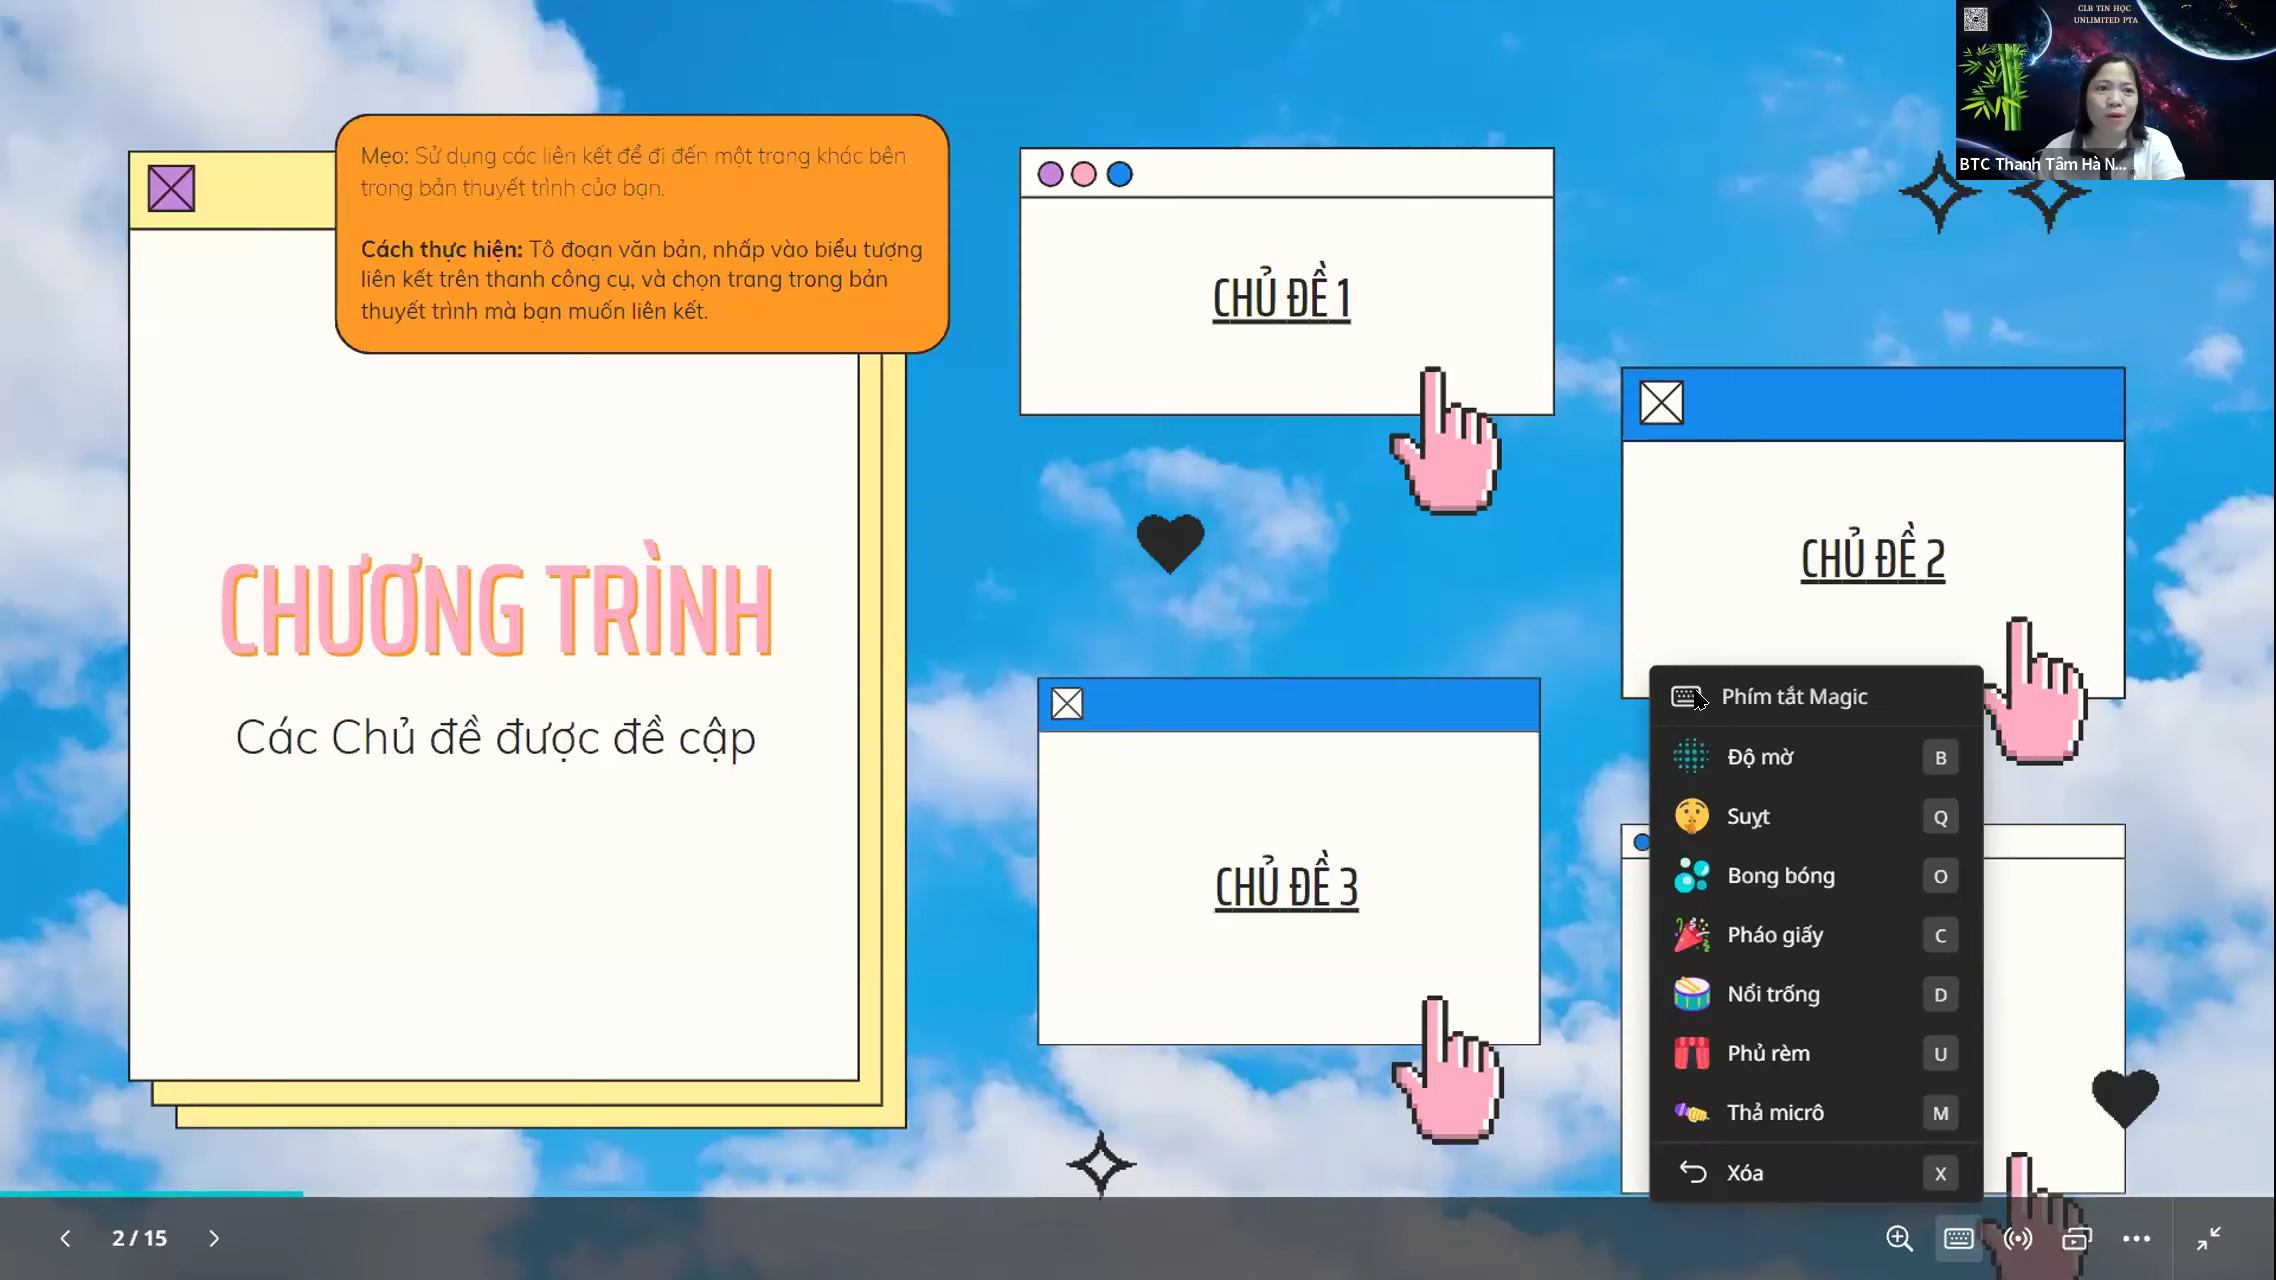 CLB TIN HỌC
UNLIMITED PTA
BTC Thanh Tâm Hà N...
Mẹo: Sử dụng các liên kết để đi đến một trang khác bên
trong bản thuyết trình của bạn.
Cách thực hiện: Tô đoạn văn bản, nhấp vào biểu tượng
liên kết trên thanh công cụ, và chọn trang trong bản
thuyết trình mà bạn muốn liên kết.
CHƯƠNG TRÌNH
Các Chủ đề được đề cập
CHỦ ĐỀ 1
CHỦ ĐỀ 2
CHỦ ĐỀ 3
Phím tắt Magic
Độ mờ B
Suỵt Q
Bong bóng O
Pháo giấy C
Nổi trống D
Phủ rèm U
Thả micrô M
Xóa X
2 / 15